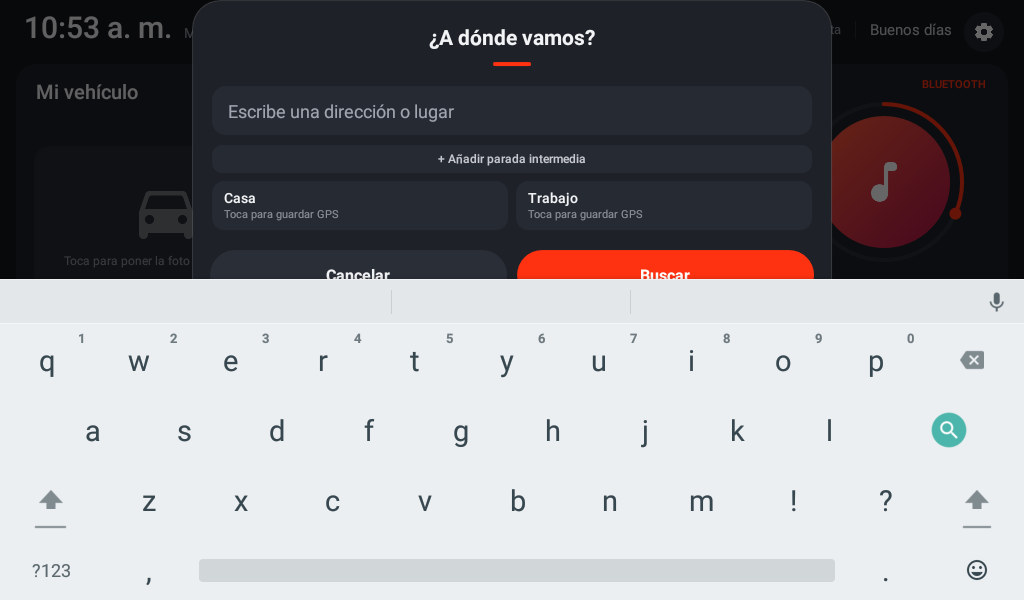 10:53 a. m.
Buenos días
¿A dónde vamos?
Mi vehículo
BLUETOOTH
Escribe una dirección o lugar
+ Añadir parada intermedia
Casa
Toca para guardar GPS
Trabajo
Toca para guardar GPS
Toca para poner la foto
Cancelar
Buscar
1 2 3 4 5 6 7 8 9 0
q w e r t y u i o p
a s d f g h j k l
z x c v b n m ! ?
?123 , .